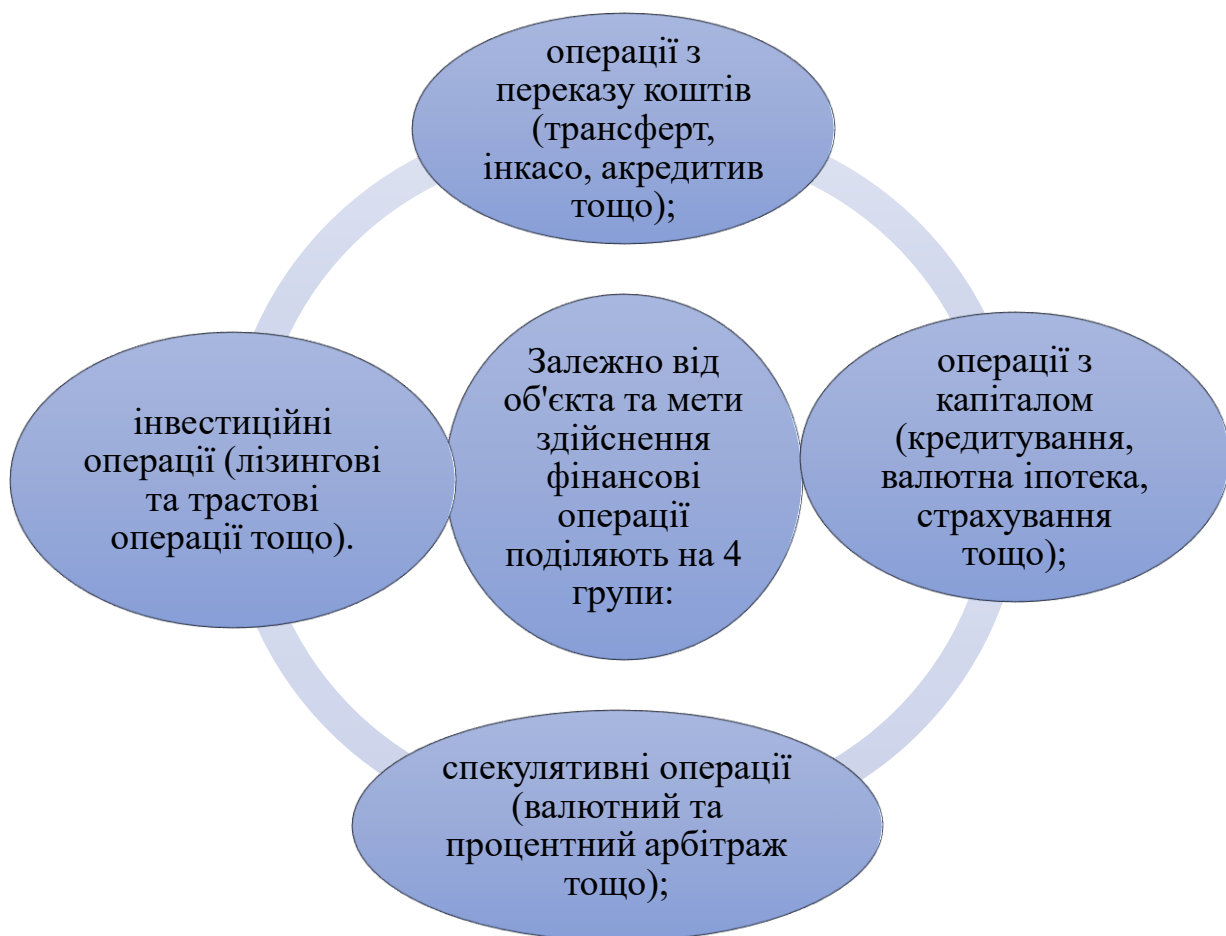 операції з
переказу коштів
(трансферт,
інкасо, акредитив
тощо);
Залежно від
об'єкта та мети
здійснення
фінансові
операції
поділяють на 4
групи:
операції з
капіталом
(кредитування,
валютна іпотека,
страхування
тощо);
спекулятивні операції
(валютний та
процентний арбітраж
тощо);
інвестиційні
операції (лізингові
та трастові
операції тощо).